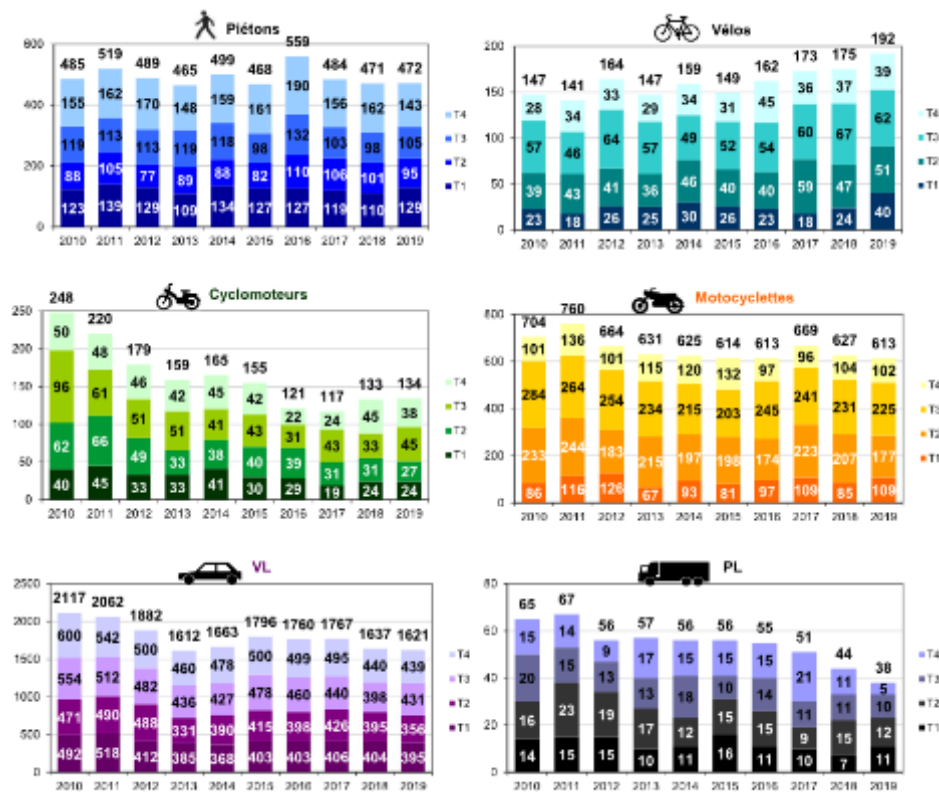 Piétons
600
400
200
0
485 519 489 465 499 468 559 484 471 472
155 162 170 148 159 161 190 156 162 143
119 113 113 119 118 98 132 103 98 105
88 105 77 89 88 82 110 106 101 95
123 139 129 109 134 127 127 119 110 129
2010 2011 2012 2013 2014 2015 2016 2017 2018 2019
T4
T3
T2
T1
Vélos
200
150
100
50
0
147 141 164 147 159 149 162 173 175 192
28 34 33 29 34 31 45 36 37 39
57 46 64 57 49 52 54 60 67 62
39 43 41 36 46 40 40 59 47 51
23 18 26 25 30 26 23 18 24 40
2010 2011 2012 2013 2014 2015 2016 2017 2018 2019
T4
T3
T2
T1
Cyclomoteurs
250
200
150
100
50
0
248 220 179 159 165 155 121 117 133 134
50 48 46 42 45 42 22 24 45 38
96 61 51 51 41 43 31 43 33 45
62 66 49 33 38 40 39 31 31 27
40 45 33 33 41 30 29 19 24 24
2010 2011 2012 2013 2014 2015 2016 2017 2018 2019
T4
T3
T2
T1
Motocyclettes
800
600
400
200
0
704 760 664 631 625 614 613 669 627 613
101 136 101 115 120 132 97 96 104 102
284 264 254 234 215 203 245 241 231 225
233 244 183 215 197 198 174 223 207 177
86 116 126 67 93 81 97 109 85 109
2010 2011 2012 2013 2014 2015 2016 2017 2018 2019
T4
T3
T2
T1
VL
2500
2000
1500
1000
500
0
2117 2062 1882 1612 1663 1796 1760 1767 1637 1621
600 542 500 460 478 500 499 495 440 439
554 512 482 436 427 478 460 440 398 431
471 490 488 331 390 415 398 426 395 356
492 518 412 385 368 403 403 406 404 395
2010 2011 2012 2013 2014 2015 2016 2017 2018 2019
T4
T3
T2
T1
PL
80
60
40
20
0
65 67 56 57 56 56 55 51 44 38
15 14 9 17 15 15 15 21 11 5
20 15 13 13 18 10 14 11 11 10
16 23 19 17 12 15 15 9 15 12
14 15 15 10 11 16 11 10 7 11
2010 2011 2012 2013 2014 2015 2016 2017 2018 2019
T4
T3
T2
T1